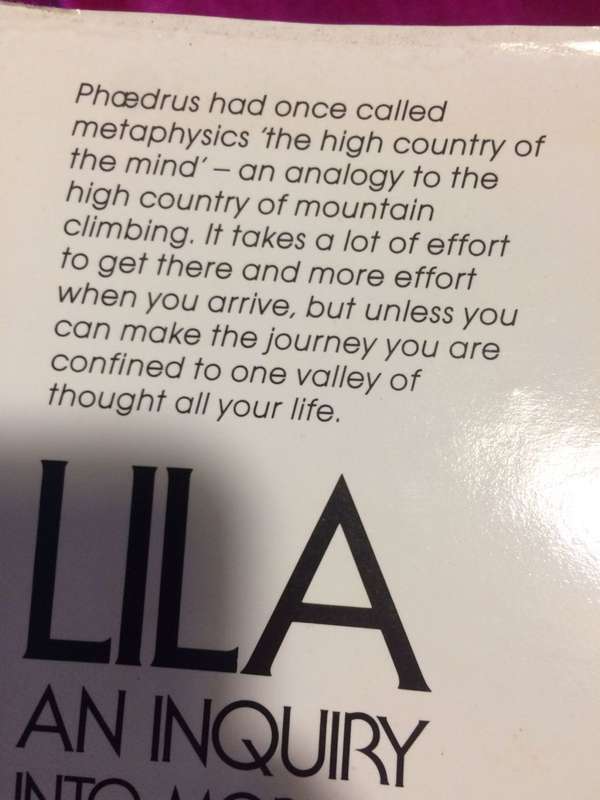 Phædrus had once called
metaphysics ‘the high country of
the mind’ – an analogy to the
high country of mountain
climbing. It takes a lot of effort
to get there and more effort
when you arrive, but unless you
can make the journey you are
confined to one valley of
thought all your life.
LILA
AN INQUIRY
INTO